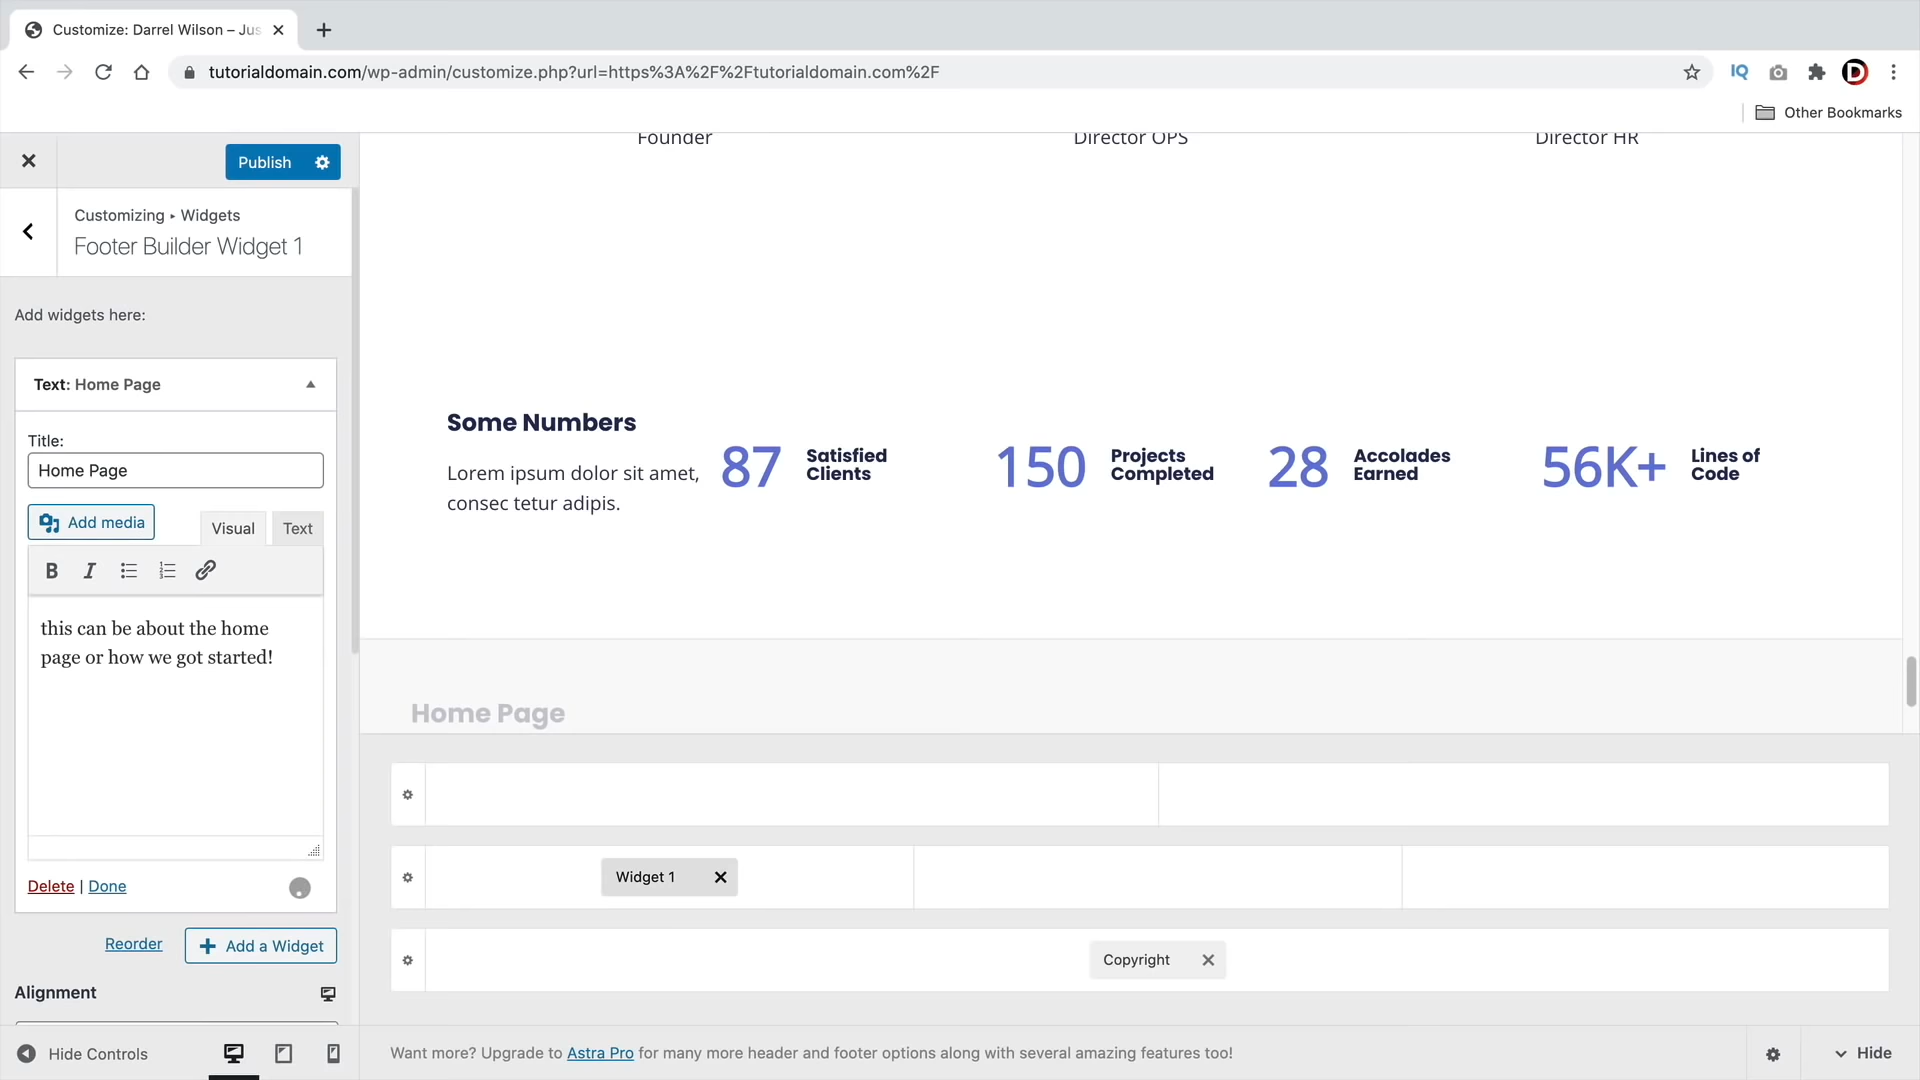 Customize: Darrel Wilson – Jus
tutorialdomain.com/wp-admin/customize.php?url=https%3A%2F%2Ftutorialdomain.com%2F
IQ
D
Other Bookmarks
Publish
Customizing ▸ Widgets
Footer Builder Widget 1
Add widgets here:
Text: Home Page
Title:
Home Page
Add media
Visual
Text
B I
this can be about the home
page or how we got started!
Delete | Done
Reorder
Add a Widget
Alignment
Hide Controls
Founder
Director OPS
Director HR
Some Numbers
Lorem ipsum dolor sit amet,
consec tetur adipis.
87
Satisfied
Clients
150
Projects
Completed
28
Accolades
Earned
56K+
Lines of
Code
Home Page
Widget 1
Copyright
Want more? Upgrade to Astra Pro for many more header and footer options along with several amazing features too!
Hide